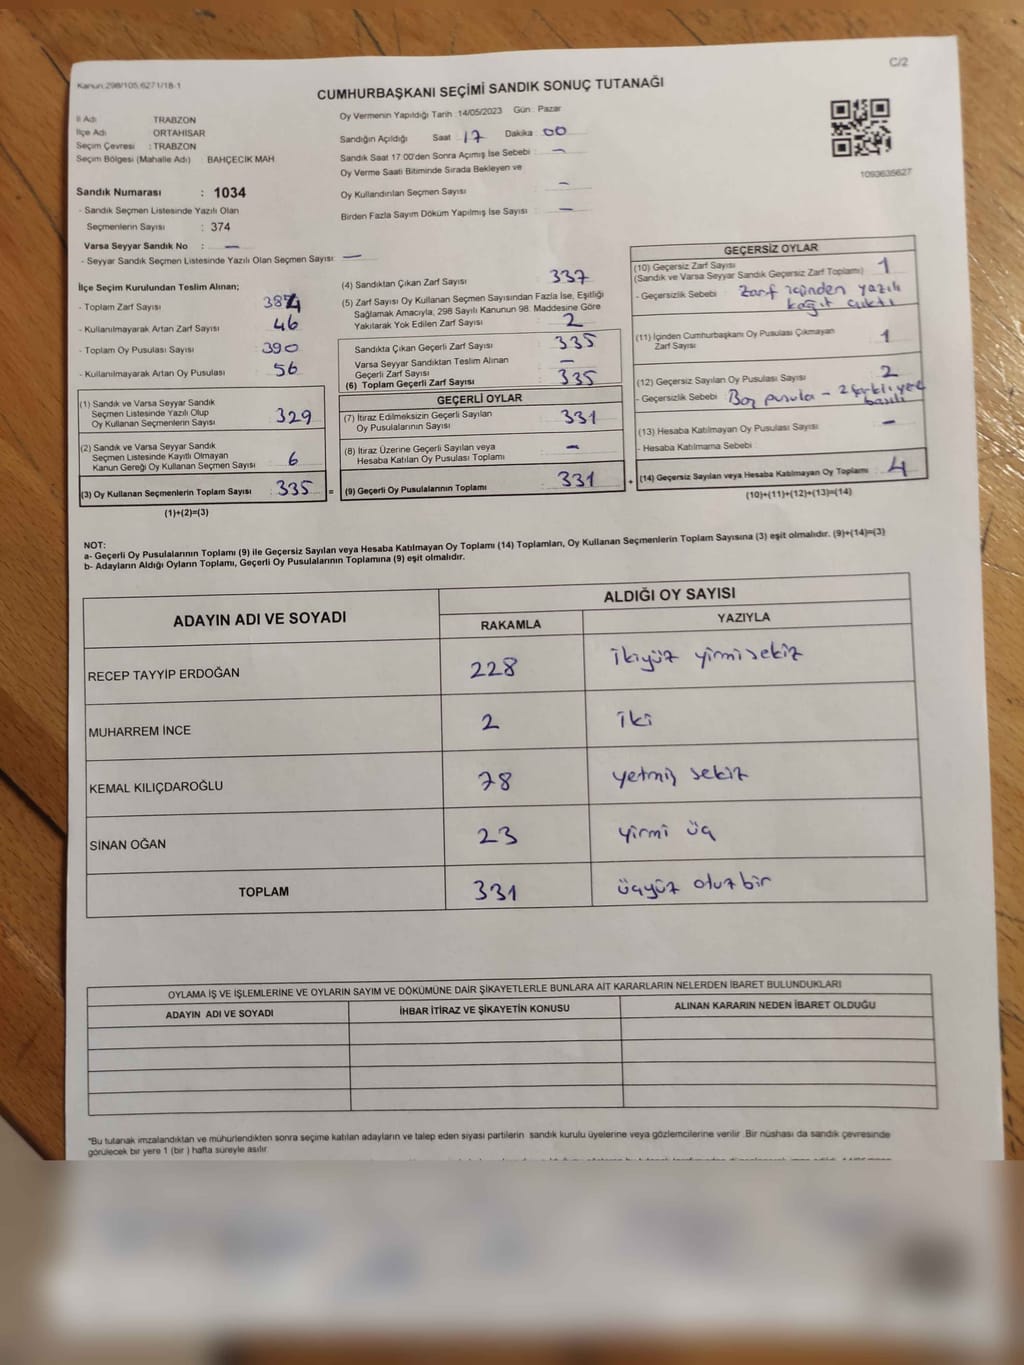 C/2
Kanun 298/105,6271/18-1
CUMHURBAŞKANI SEÇİMİ SANDIK SONUÇ TUTANAĞI
İl Adı TRABZON
İlçe Adı ORTAHİSAR
Seçim Çevresi : TRABZON
Seçim Bölgesi (Mahalle Adı) : BAHÇECİK MAH
Sandık Numarası : 1034
- Sandık Seçmen Listesinde Yazılı Olan
Seçmenlerin Sayısı : 374
Varsa Seyyar Sandık No : —
- Seyyar Sandık Seçmen Listesinde Yazılı Olan Seçmen Sayısı: —
Oy Vermenin Yapıldığı Tarih :14/05/2023 Gün : Pazar
Sandığın Açıldığı Saat 17 Dakika 00
Sandık Saat 17:00'den Sonra Açımış İse Sebebi : —
Oy Verme Saati Bitiminde Sırada Bekleyen ve
Oy Kullandırılan Seçmen Sayısı : —
Birden Fazla Sayım Döküm Yapılmış İse Sayısı : —
1093635627
İlçe Seçim Kurulundan Teslim Alınan;
- Toplam Zarf Sayısı : 384
- Kullanılmayarak Artan Zarf Sayısı : 46
- Toplam Oy Pusulası Sayısı : 390
- Kullanılmayarak Artan Oy Pusulası : 56
(1) Sandık ve Varsa Seyyar Sandık
Seçmen Listesinde Yazılı Olup
Oy Kullanan Seçmenlerin Sayısı : 329
(2) Sandık ve Varsa Seyyar Sandık
Seçmen Listesinde Kayıtlı Olmayan
Kanun Gereği Oy Kullanan Seçmen Sayısı : 6
(3) Oy Kullanan Seçmenlerin Toplam Sayısı : 335 =
(1)+(2)=(3)
(4) Sandıktan Çıkan Zarf Sayısı : 337
(5) Zarf Sayısı Oy Kullanan Seçmen Sayısından Fazla İse, Eşitliği
Sağlamak Amacıyla, 298 Sayılı Kanunun 98. Maddesine Göre
Yakılarak Yok Edilen Zarf Sayısı : 2
Sandıkta Çıkan Geçerli Zarf Sayısı : 335
Varsa Seyyar Sandıktan Teslim Alınan
Geçerli Zarf Sayısı : —
(6) Toplam Geçerli Zarf Sayısı : 335
GEÇERLİ OYLAR
(7) İtiraz Edilmeksizin Geçerli Sayılan
Oy Pusulalarının Sayısı : 331
(8) İtiraz Üzerine Geçerli Sayılan veya
Hesaba Katılan Oy Pusulası Toplamı : —
(9) Geçerli Oy Pusulalarının Toplamı : 331 +
GEÇERSİZ OYLAR
(10) Geçersiz Zarf Sayısı
(Sandık ve Varsa Seyyar Sandık Geçersiz Zarf Toplamı) : 1
- Geçersizlik Sebebi : Zarf içinden yazılı
kağıt çıktı
(11) İçinden Cumhurbaşkanı Oy Pusulası Çıkmayan
Zarf Sayısı : 1
(12) Geçersiz Sayılan Oy Pusulası Sayısı : 2
- Geçersizlik Sebebi : Boş pusula - 2 farklı yere
basılı
(13) Hesaba Katılmayan Oy Pusulası Sayısı : —
- Hesaba Katılmama Sebebi :
(14) Geçersiz Sayılan veya Hesaba Katılmayan Oy Toplamı : 4
(10)+(11)+(12)+(13)=(14)
NOT:
a- Geçerli Oy Pusulalarının Toplamı (9) ile Geçersiz Sayılan veya Hesaba Katılmayan Oy Toplamı (14) Toplamları, Oy Kullanan Seçmenlerin Toplam Sayısına (3) eşit olmalıdır. (9)+(14)=(3)
b- Adayların Aldığı Oyların Toplamı, Geçerli Oy Pusulalarının Toplamına (9) eşit olmalıdır.
ADAYIN ADI VE SOYADI
ALDIĞI OY SAYISI
RAKAMLA YAZIYLA
RECEP TAYYİP ERDOĞAN 228 ikiyüz yirmisekiz
MUHARREM İNCE 2 iki
KEMAL KILIÇDAROĞLU 78 yetmiş sekiz
SİNAN OĞAN 23 yirmi üç
TOPLAM 331 üçyüz otuzbir
OYLAMA İŞ VE İŞLEMLERİNE VE OYLARIN SAYIM VE DÖKÜMÜNE DAİR ŞİKAYETLERLE BUNLARA AİT KARARLARIN NELERDEN İBARET BULUNDUKLARI
ADAYIN ADI VE SOYADI İHBAR İTİRAZ VE ŞİKAYETİN KONUSU ALINAN KARARIN NEDEN İBARET OLDUĞU
*Bu tutanak imzalandıktan ve mühürlendikten sonra seçime katılan adayların ve talep eden siyasi partilerin sandık kurulu üyelerine veya gözlemcilerine verilir .Bir nüshası da sandık çevresinde
görülecek bir yere 1 (bir ) hafta süreyle asılır